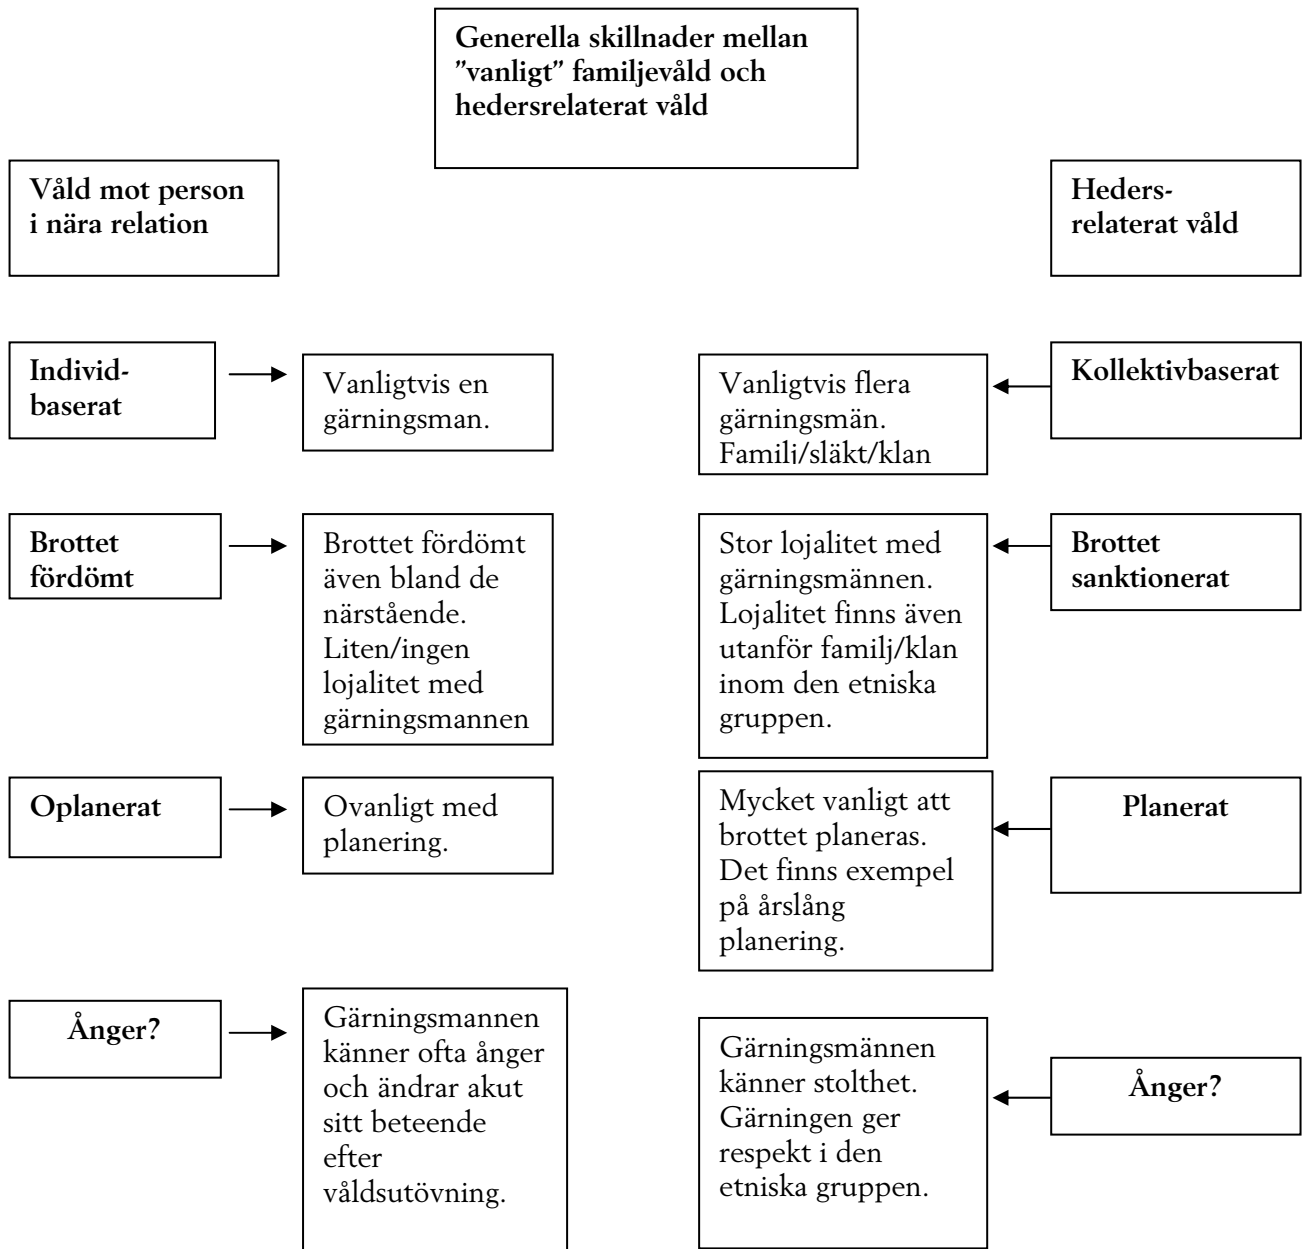 Generella skillnader mellan
”vanligt” familjevåld och
hedersrelaterat våld
Våld mot person
i nära relation
Heders-
relaterat våld
Individ-
baserat
Vanligtvis en
gärningsman.
Vanligtvis flera
gärningsmän.
Familj/släkt/klan
Kollektivbaserat
Brottet
fördömt
Brottet fördömt
även bland de
närstående.
Liten/ingen
lojalitet med
gärningsmannen
Stor lojalitet med
gärningsmännen.
Lojalitet finns även
utanför familj/klan
inom den etniska
gruppen.
Brottet
sanktionerat
Oplanerat
Ovanligt med
planering.
Mycket vanligt att
brottet planeras.
Det finns exempel
på årslång
planering.
Planerat
Ånger?
Gärningsmannen
känner ofta ånger
och ändrar akut
sitt beteende
efter
våldsutövning.
Gärningsmännen
känner stolthet.
Gärningen ger
respekt i den
etniska gruppen.
Ånger?